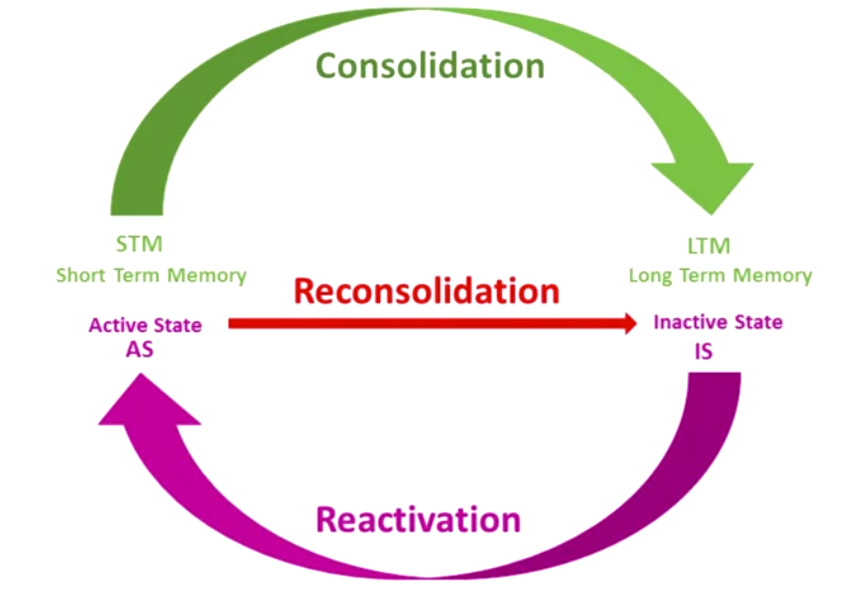 Consolidation
STM
Short Term Memory
LTM
Long Term Memory
Reconsolidation
Active State
AS
Inactive State
IS
Reactivation